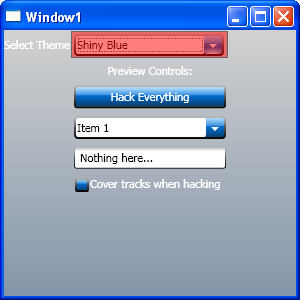 Window1
Select Theme Shiny Blue
Preview Controls:
Hack Everything
Item 1
Nothing here...
Cover tracks when hacking